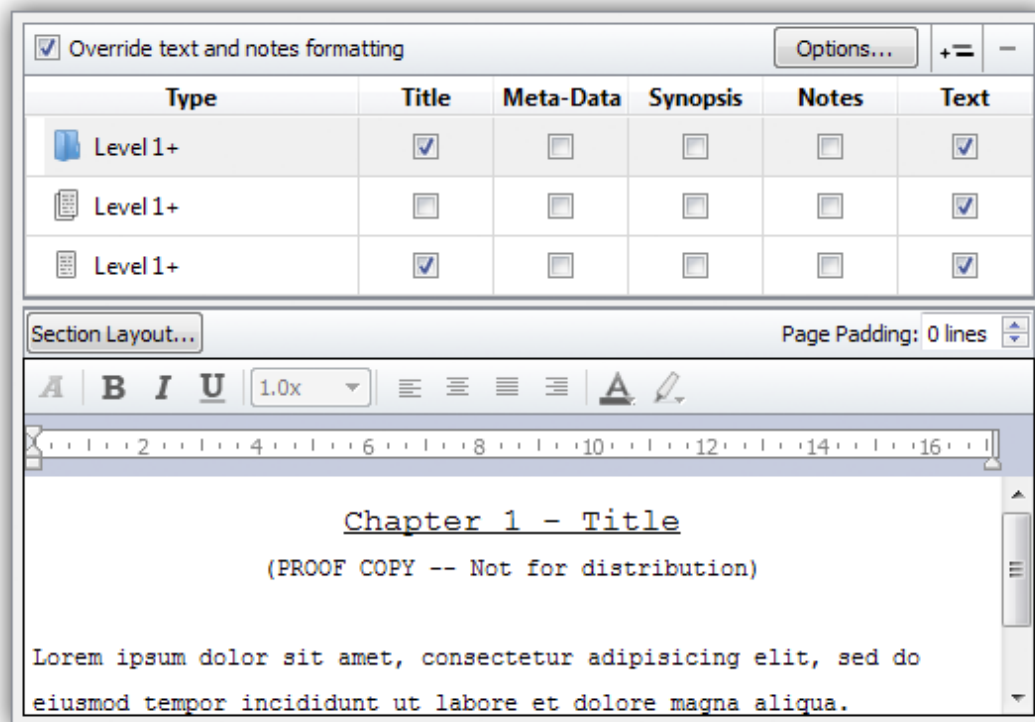 Override text and notes formatting Options... +
Type Title Meta-Data Synopsis Notes Text
Level 1+
Level 1+
Level 1+
Section Layout... Page Padding: 0 lines
A B I U 1.0x A
2 4 6 8 10 12 14 16
Chapter 1 - Title
(PROOF COPY -- Not for distribution)
Lorem ipsum dolor sit amet, consectetur adipisicing elit, sed do
eiusmod tempor incididunt ut labore et dolore magna aliqua.